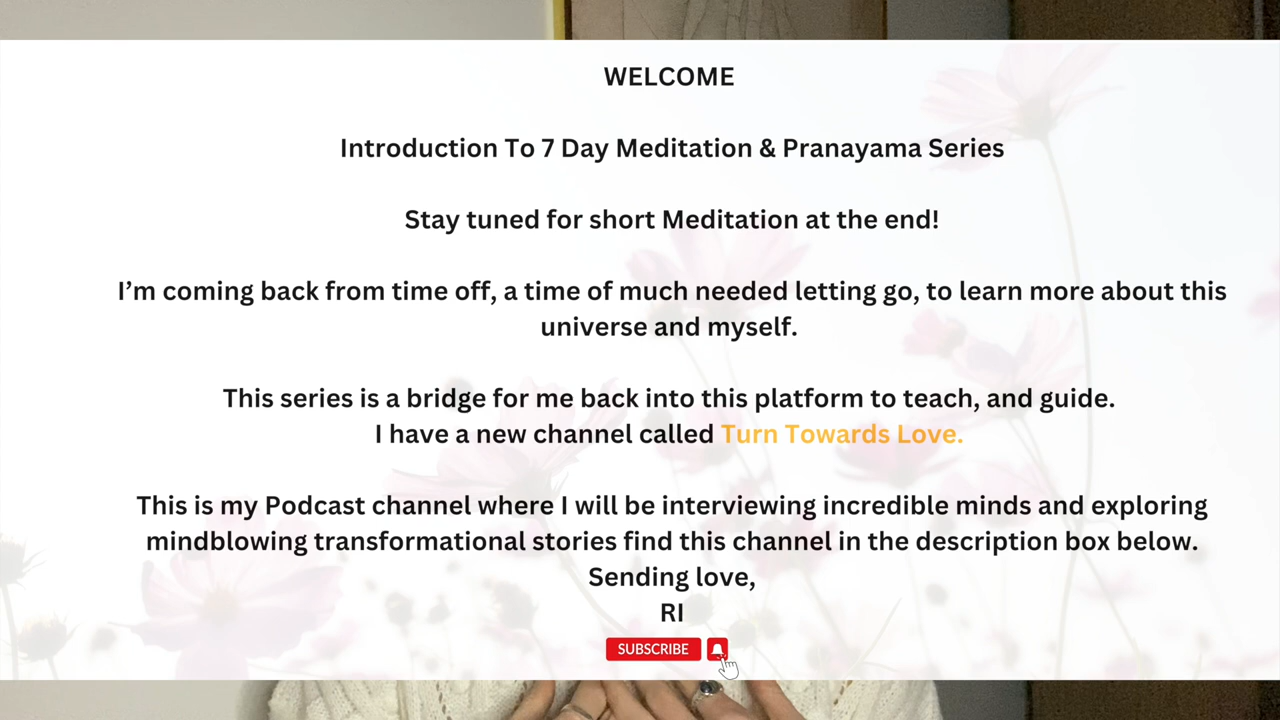 WELCOME
Introduction To 7 Day Meditation & Pranayama Series
Stay tuned for short Meditation at the end!
I’m coming back from time off, a time of much needed letting go, to learn more about this
universe and myself.
This series is a bridge for me back into this platform to teach, and guide.
I have a new channel called Turn Towards Love.
This is my Podcast channel where I will be interviewing incredible minds and exploring
mindblowing transformational stories find this channel in the description box below.
Sending love,
RI
SUBSCRIBE